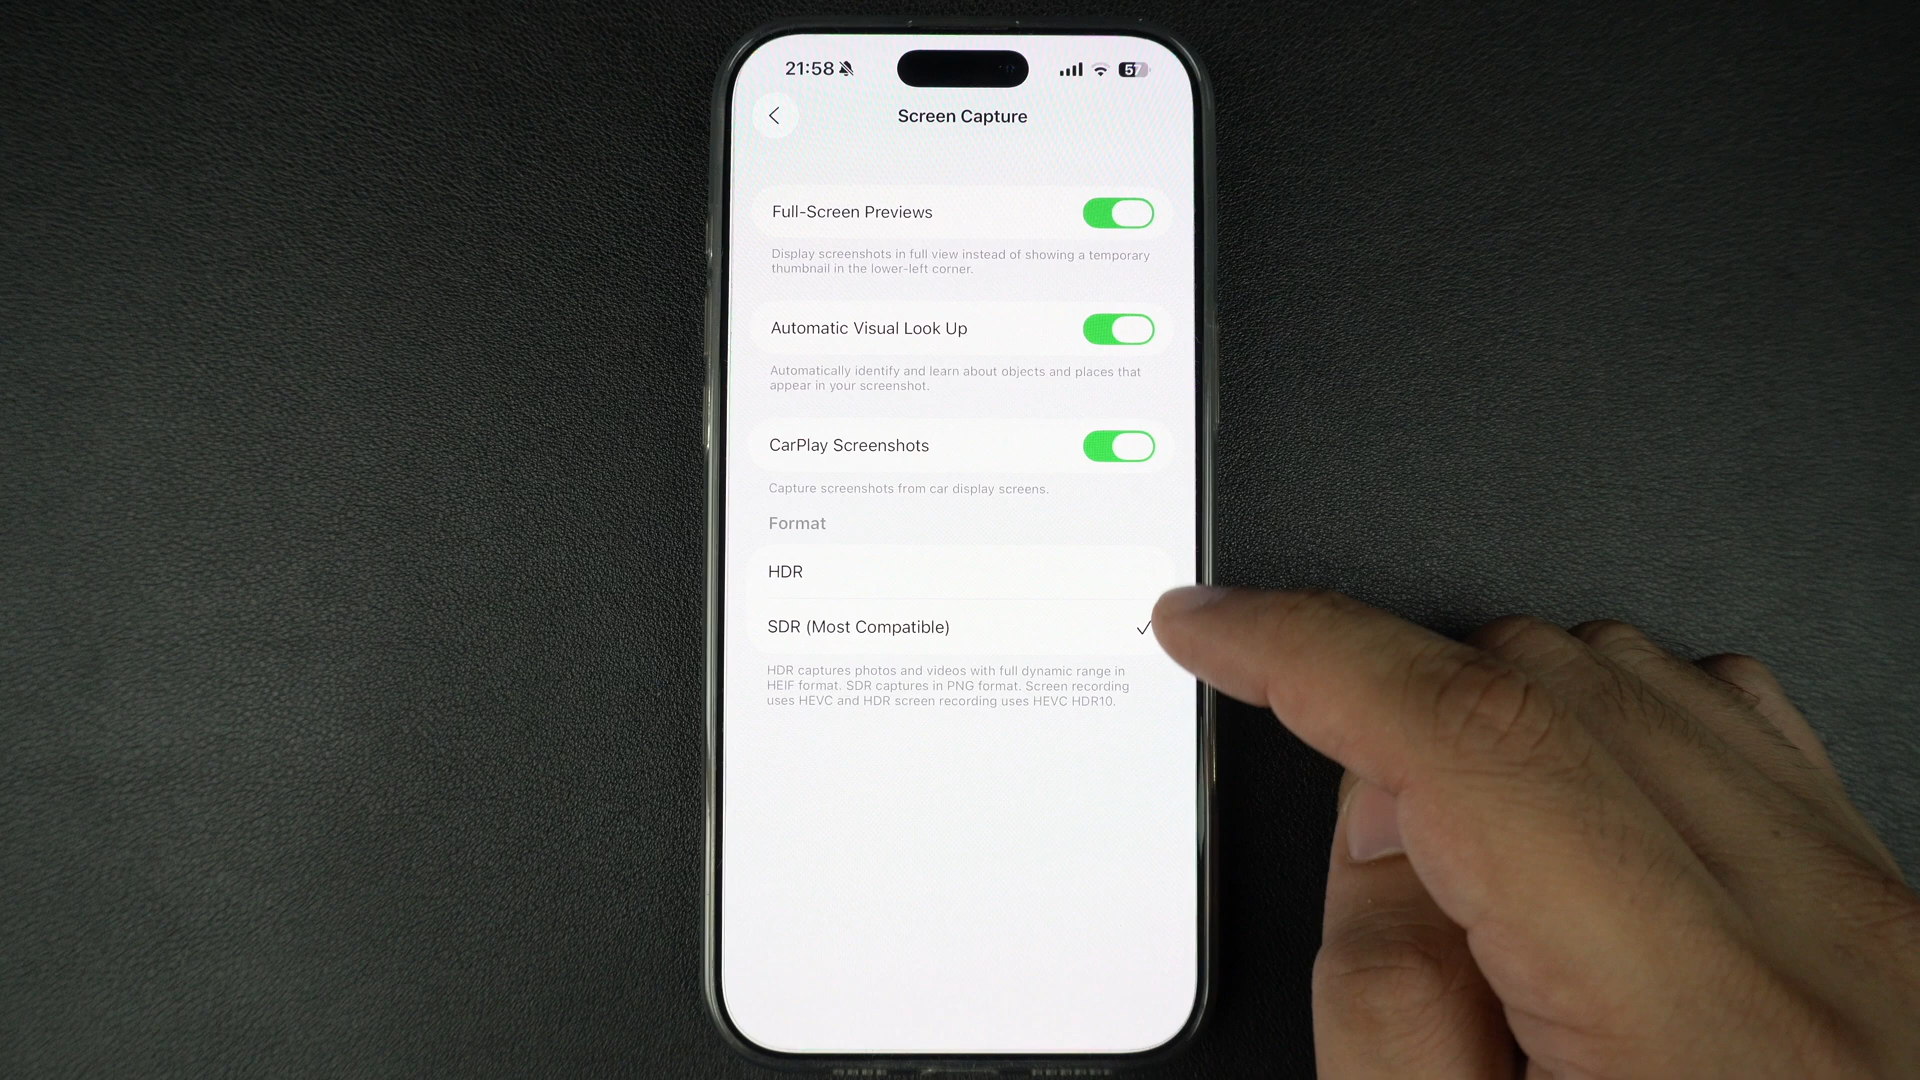 21:58
57
Screen Capture
Full-Screen Previews
Display screenshots in full view instead of showing a temporary
thumbnail in the lower-left corner.
Automatic Visual Look Up
Automatically identify and learn about objects and places that
appear in your screenshot.
CarPlay Screenshots
Capture screenshots from car display screens.
Format
HDR
SDR (Most Compatible)
HDR captures photos and videos with full dynamic range in
HEIF format. SDR captures in PNG format. Screen recording
uses HEVC and HDR screen recording uses HEVC HDR10.